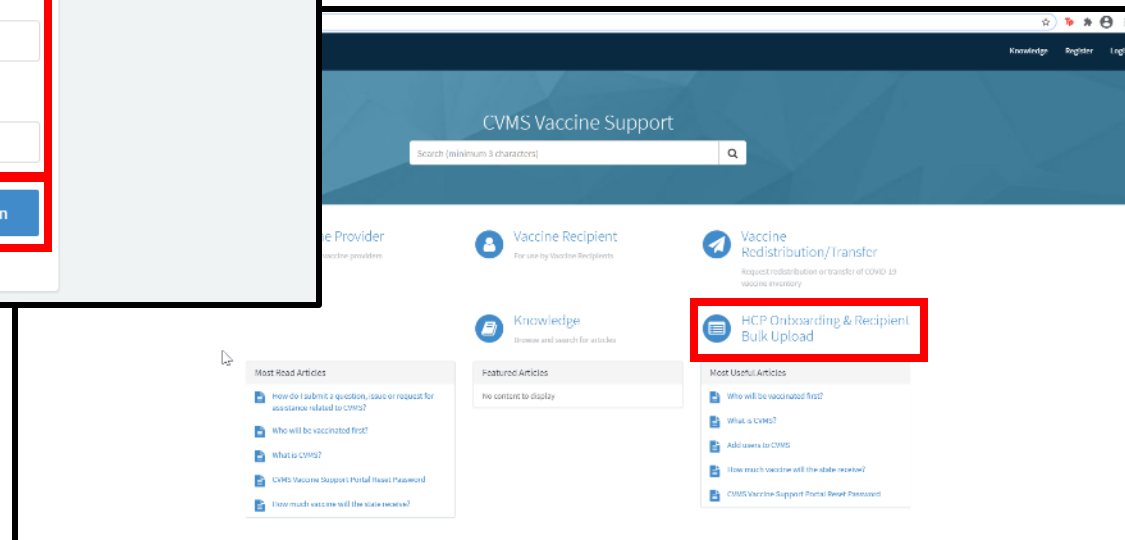 Knowledge Register Logi
CVMS Vaccine Support
Search (minimum 3 characters)
n
e Provider
vaccine providers
Vaccine Recipient
For use by Vaccine Recipients
Vaccine
Redistribution/Transfer
Request redistribution or transfer of COVID-19
vaccine inventory
Knowledge
Browse and search for articles
HCP Onboarding & Recipient
Bulk Upload
Most Read Articles
How do I submit a question, issue or request for
assistance related to CVMS?
Who will be vaccinated first?
What is CVMS?
CVMS Vaccine Support Portal Reset Password
How much vaccine will the state receive?
Featured Articles
No content to display
Most Useful Articles
Who will be vaccinated first?
What is CVMS?
Add users to CVMS
How much vaccine will the state receive?
CVMS Vaccine Support Portal Reset Password